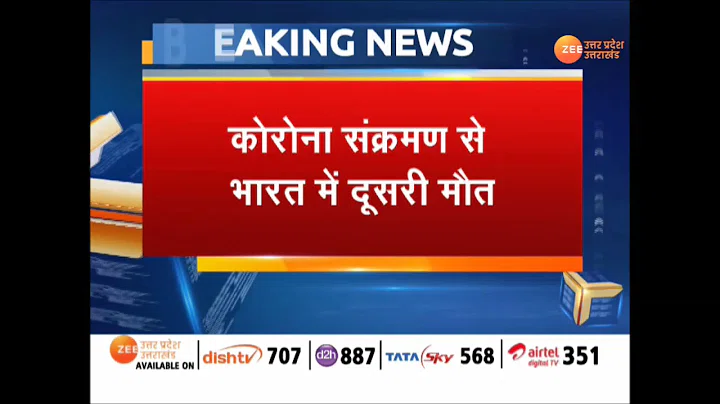 BREAKING NEWS
ZEE उत्तर प्रदेश
उत्तराखंड
कोरोना संक्रमण से
भारत में दूसरी मौत
ZEE उत्तर प्रदेश
उत्तराखंड
AVAILABLE ON
dishtv 707
d2h 887
TATA sky 568
airtel digital TV 351